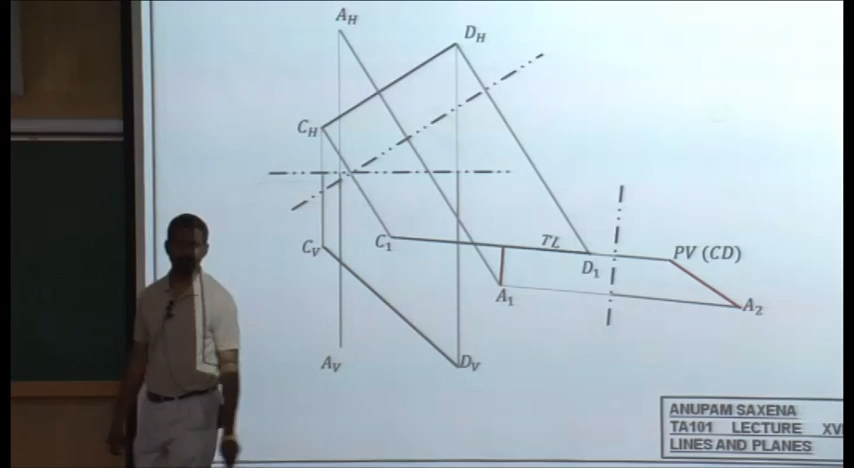 A_H
D_H
C_H
C_V
C_1
TL
D_1
PV (CD)
A_1
A_2
A_V
D_V
ANUPAM SAXENA
TA101 LECTURE
LINES AND PLANES